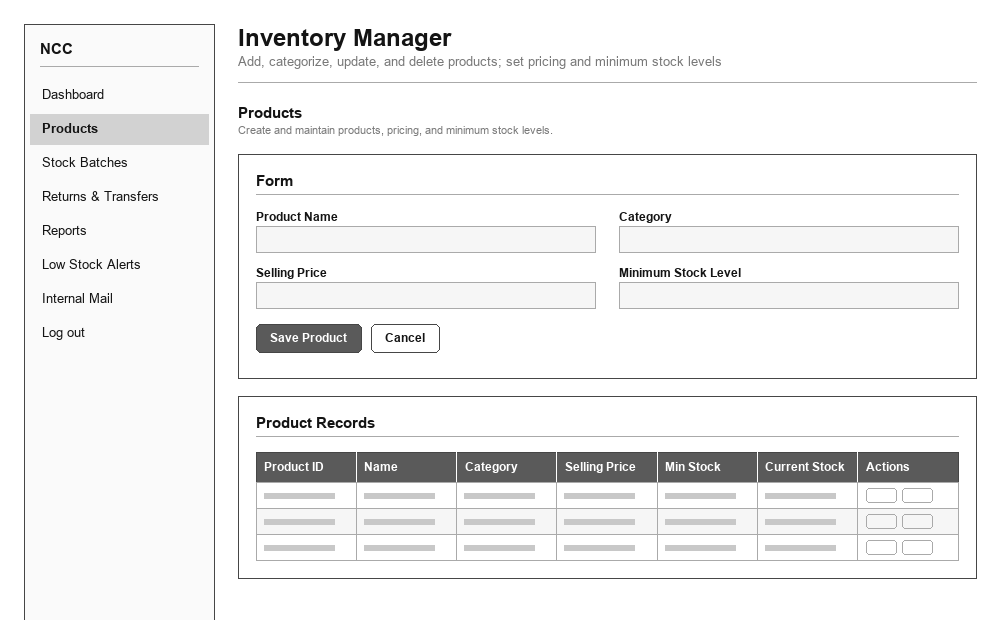 NCC
Dashboard
Products
Stock Batches
Returns & Transfers
Reports
Low Stock Alerts
Internal Mail
Log out
Inventory Manager
Add, categorize, update, and delete products; set pricing and minimum stock levels
Products
Create and maintain products, pricing, and minimum stock levels.
Form
Product Name
Category
Selling Price
Minimum Stock Level
Save Product
Cancel
Product Records
Product ID
Name
Category
Selling Price
Min Stock
Current Stock
Actions